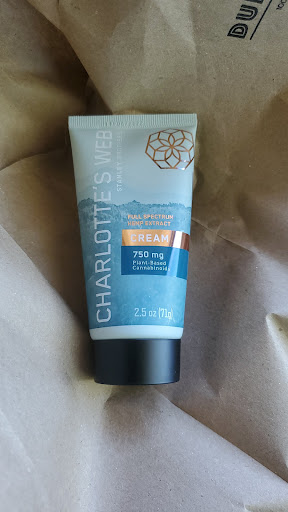 CHARLOTTE'S WEB
FULL SPECTRUM
HEMP EXTRACT
CREAM
750 mg
Plant-Based
Cannabinoids
2.5 oz (71g)